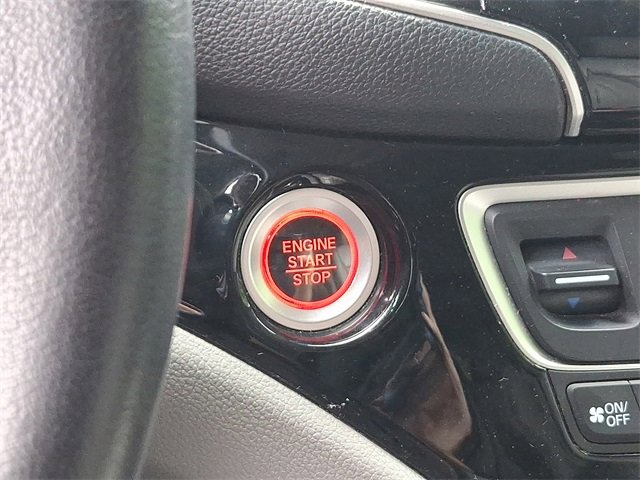 ENGINE
START
STOP
ON/
OFF